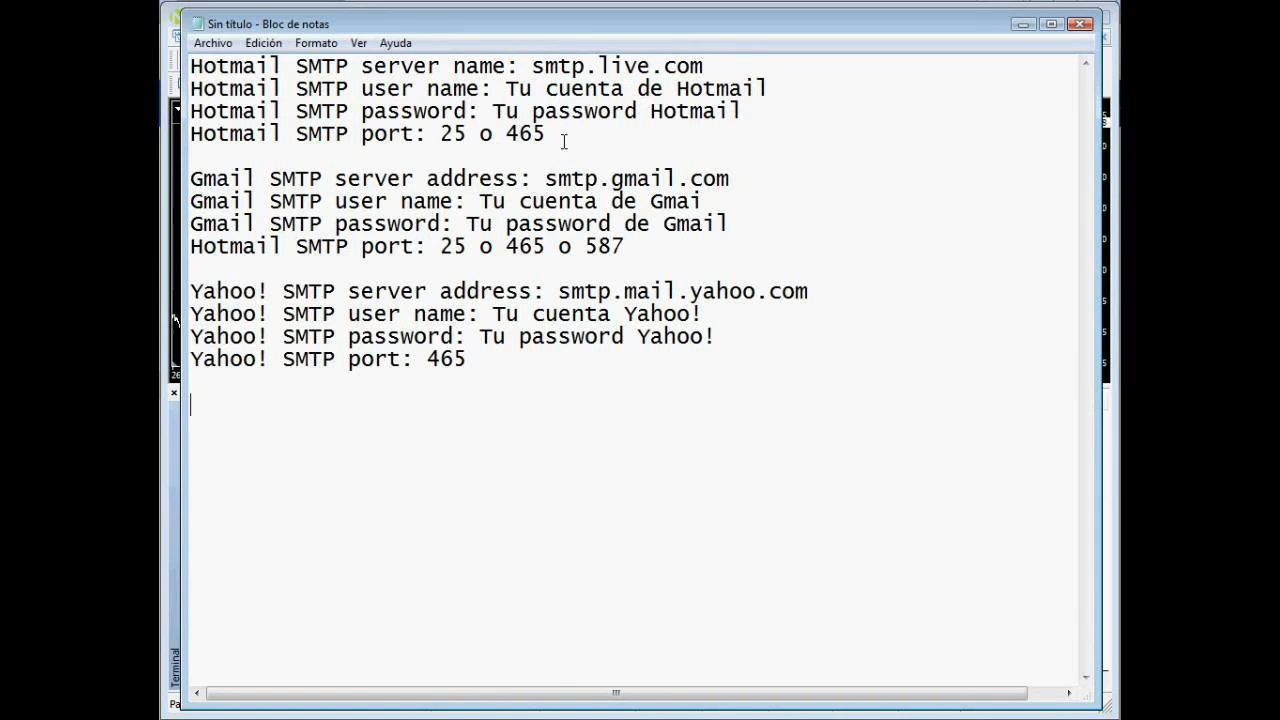 Sin título - Bloc de notas
Archivo Edición Formato Ver Ayuda
Hotmail SMTP server name: smtp.live.com
Hotmail SMTP user name: Tu cuenta de Hotmail
Hotmail SMTP password: Tu password Hotmail
Hotmail SMTP port: 25 o 465
Gmail SMTP server address: smtp.gmail.com
Gmail SMTP user name: Tu cuenta de Gmai
Gmail SMTP password: Tu password de Gmail
Hotmail SMTP port: 25 o 465 o 587
Yahoo! SMTP server address: smtp.mail.yahoo.com
Yahoo! SMTP user name: Tu cuenta Yahoo!
Yahoo! SMTP password: Tu password Yahoo!
Yahoo! SMTP port: 465
Terminal